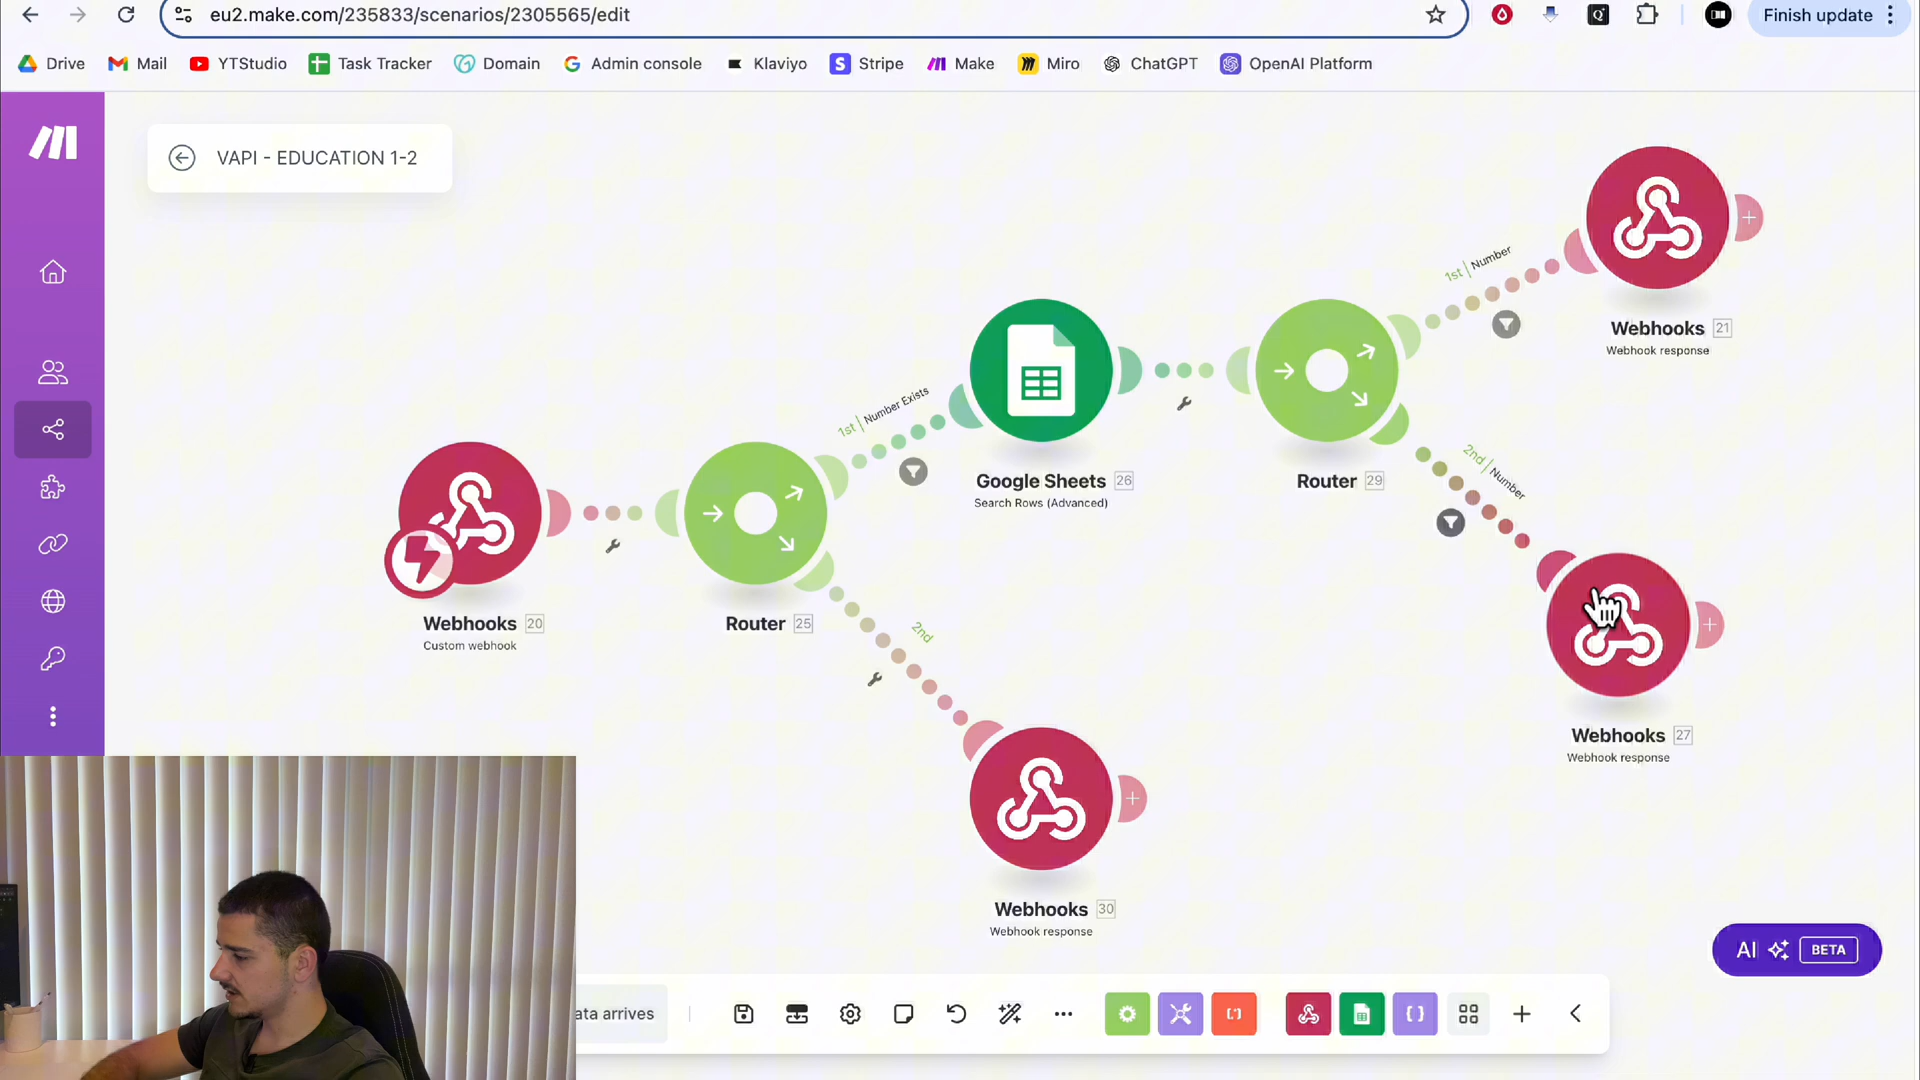 eu2.make.com/235833/scenarios/2305565/edit
Finish update
Drive
Mail
YTStudio
Task Tracker
Domain
Admin console
Klaviyo
Stripe
Make
Miro
ChatGPT
OpenAI Platform
VAPI - EDUCATION 1-2
1st | Number
Webhooks 21
Webhook response
1st | Number Exists
Google Sheets 26
Search Rows (Advanced)
Router 29
2nd | Number
Webhooks 20
Custom webhook
Router 25
2nd
Webhooks 27
Webhook response
Webhooks 30
Webhook response
AI BETA
ata arrives